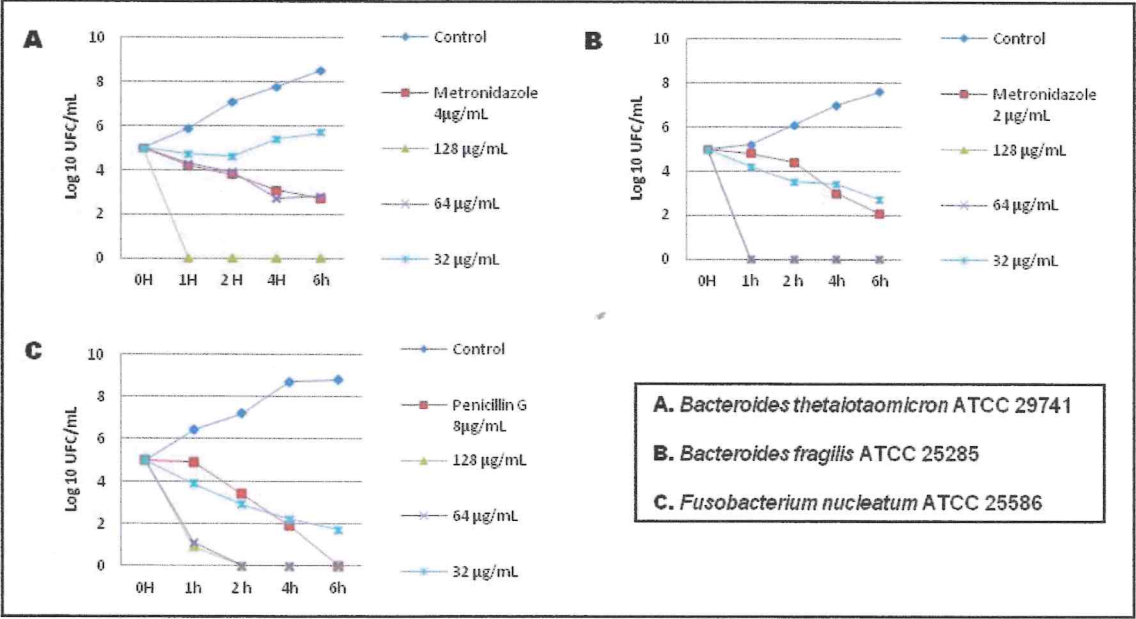 A
10
8
6
4
2
0
Log 10 UFC/mL
0H 1H 2 H 4H 6h
Control
Metronidazole
4µg/mL
128 µg/mL
64 µg/mL
32 µg/mL
B
10
8
6
4
2
0
Log 10 UFC/mL
0H 1h 2 h 4h 6h
Control
Metronidazole
2 µg/mL
128 µg/mL
64 µg/mL
32 µg/mL
C
10
8
6
4
2
0
Log 10 UFC/mL
0H 1h 2 h 4h 6h
Control
Penicillin G
8µg/mL
128 µg/mL
64 µg/mL
32 µg/mL
A. Bacteroides thetaiotaomicron ATCC 29741
B. Bacteroides fragilis ATCC 25285
C. Fusobacterium nucleatum ATCC 25586